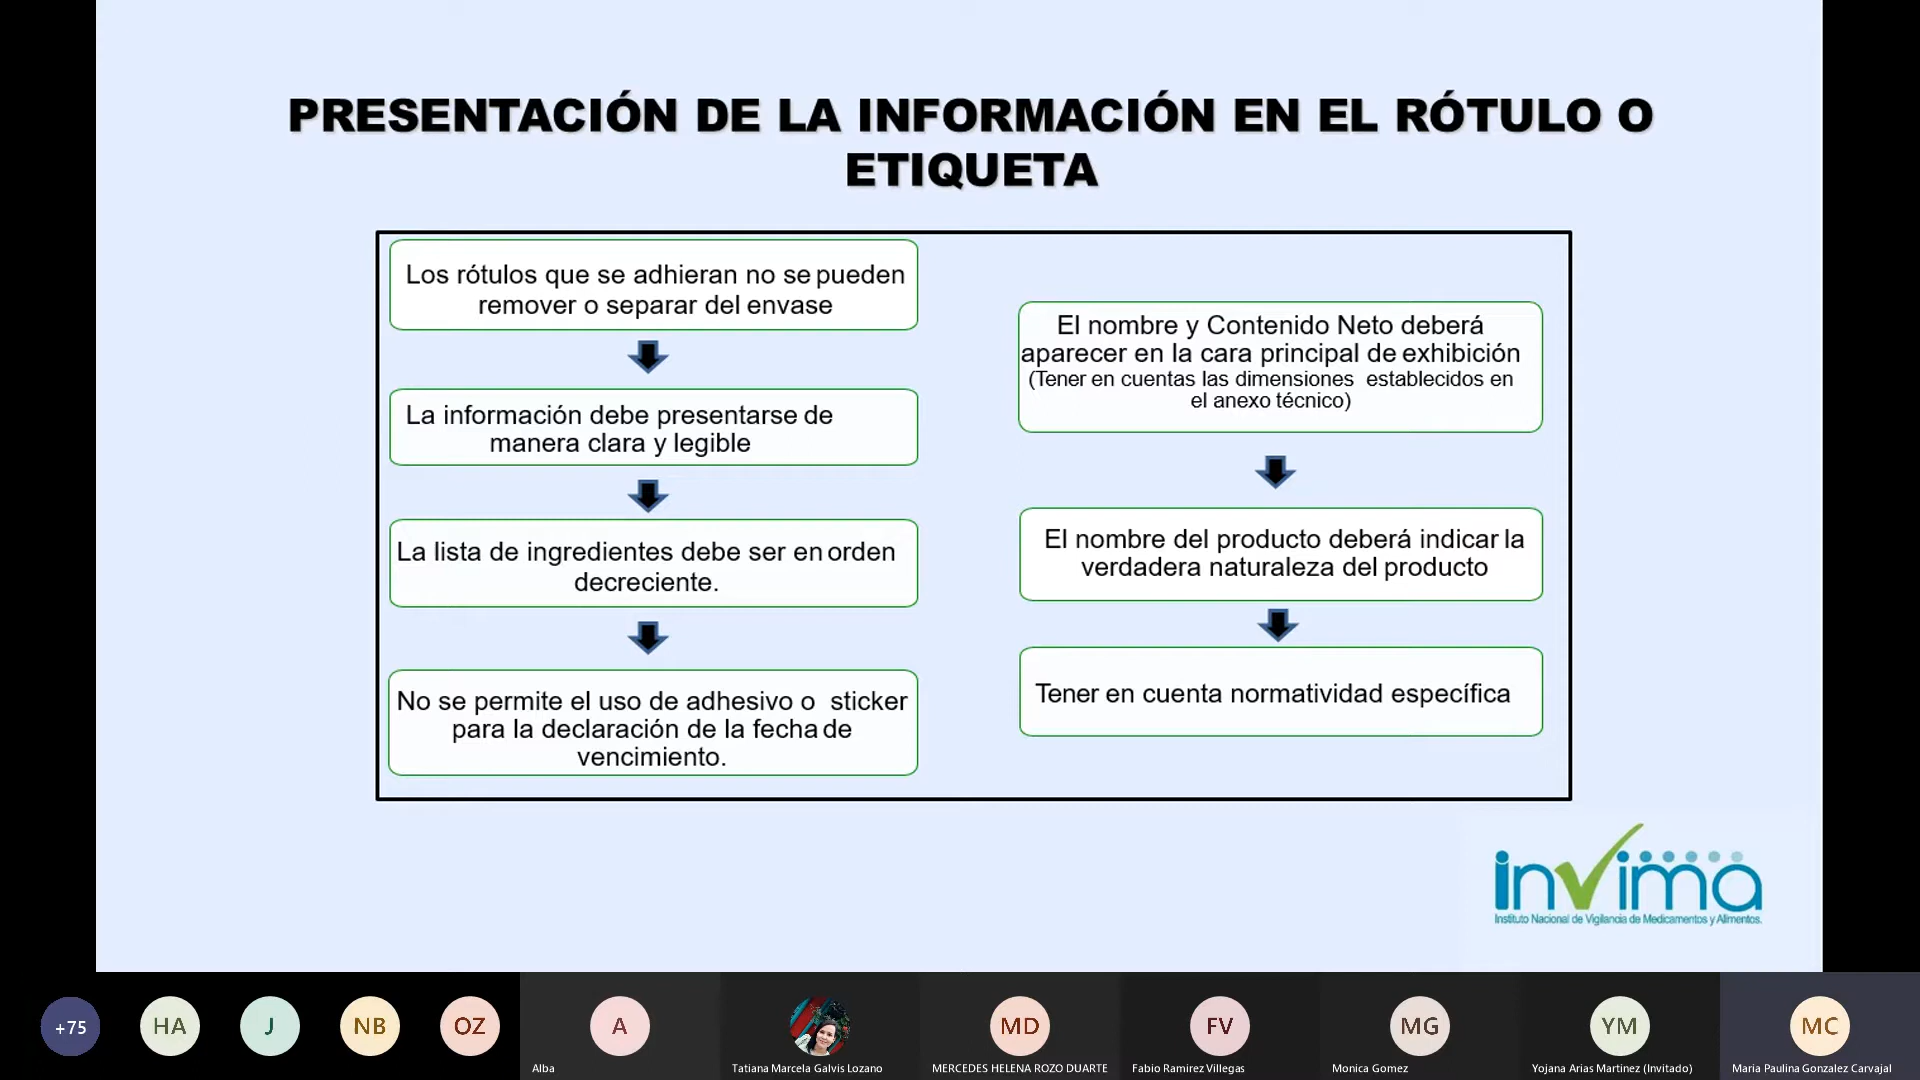 PRESENTACIÓN DE LA INFORMACIÓN EN EL RÓTULO O
ETIQUETA
Los rótulos que se adhieran no se pueden
remover o separar del envase
La información debe presentarse de
manera clara y legible
La lista de ingredientes debe ser en orden
decreciente.
No se permite el uso de adhesivo o sticker
para la declaración de la fecha de
vencimiento.
El nombre y Contenido Neto deberá
aparecer en la cara principal de exhibición
(Tener en cuentas las dimensiones establecidos en
el anexo técnico)
El nombre del producto deberá indicar la
verdadera naturaleza del producto
Tener en cuenta normatividad específica
invima
Instituto Nacional de Vigilancia de Medicamentos y Alimentos.
+75
HA
J
NB
OZ
A
MD
FV
MG
YM
MC
Alba
Tatiana Marcela Galvis Lozano
MERCEDES HELENA ROZO DUARTE
Fabio Ramirez Villegas
Monica Gomez
Yojana Arias Martinez (Invitado)
Maria Paulina Gonzalez Carvajal